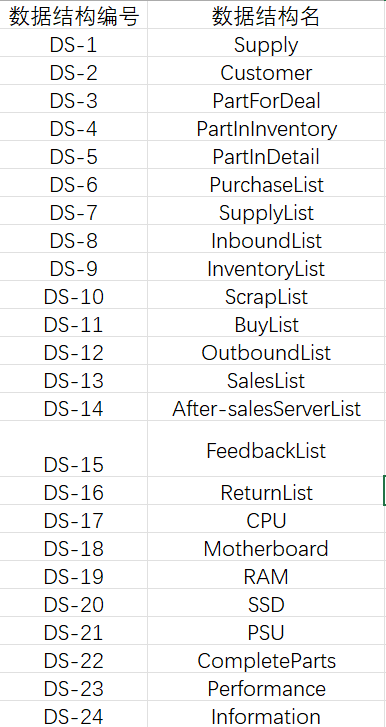 数据结构编号 数据结构名
DS-1 Supply
DS-2 Customer
DS-3 PartForDeal
DS-4 PartInInventory
DS-5 PartInDetail
DS-6 PurchaseList
DS-7 SupplyList
DS-8 InboundList
DS-9 InventoryList
DS-10 ScrapList
DS-11 BuyList
DS-12 OutboundList
DS-13 SalesList
DS-14 After-salesServerList
DS-15 FeedbackList
DS-16 ReturnList
DS-17 CPU
DS-18 Motherboard
DS-19 RAM
DS-20 SSD
DS-21 PSU
DS-22 CompleteParts
DS-23 Performance
DS-24 Information